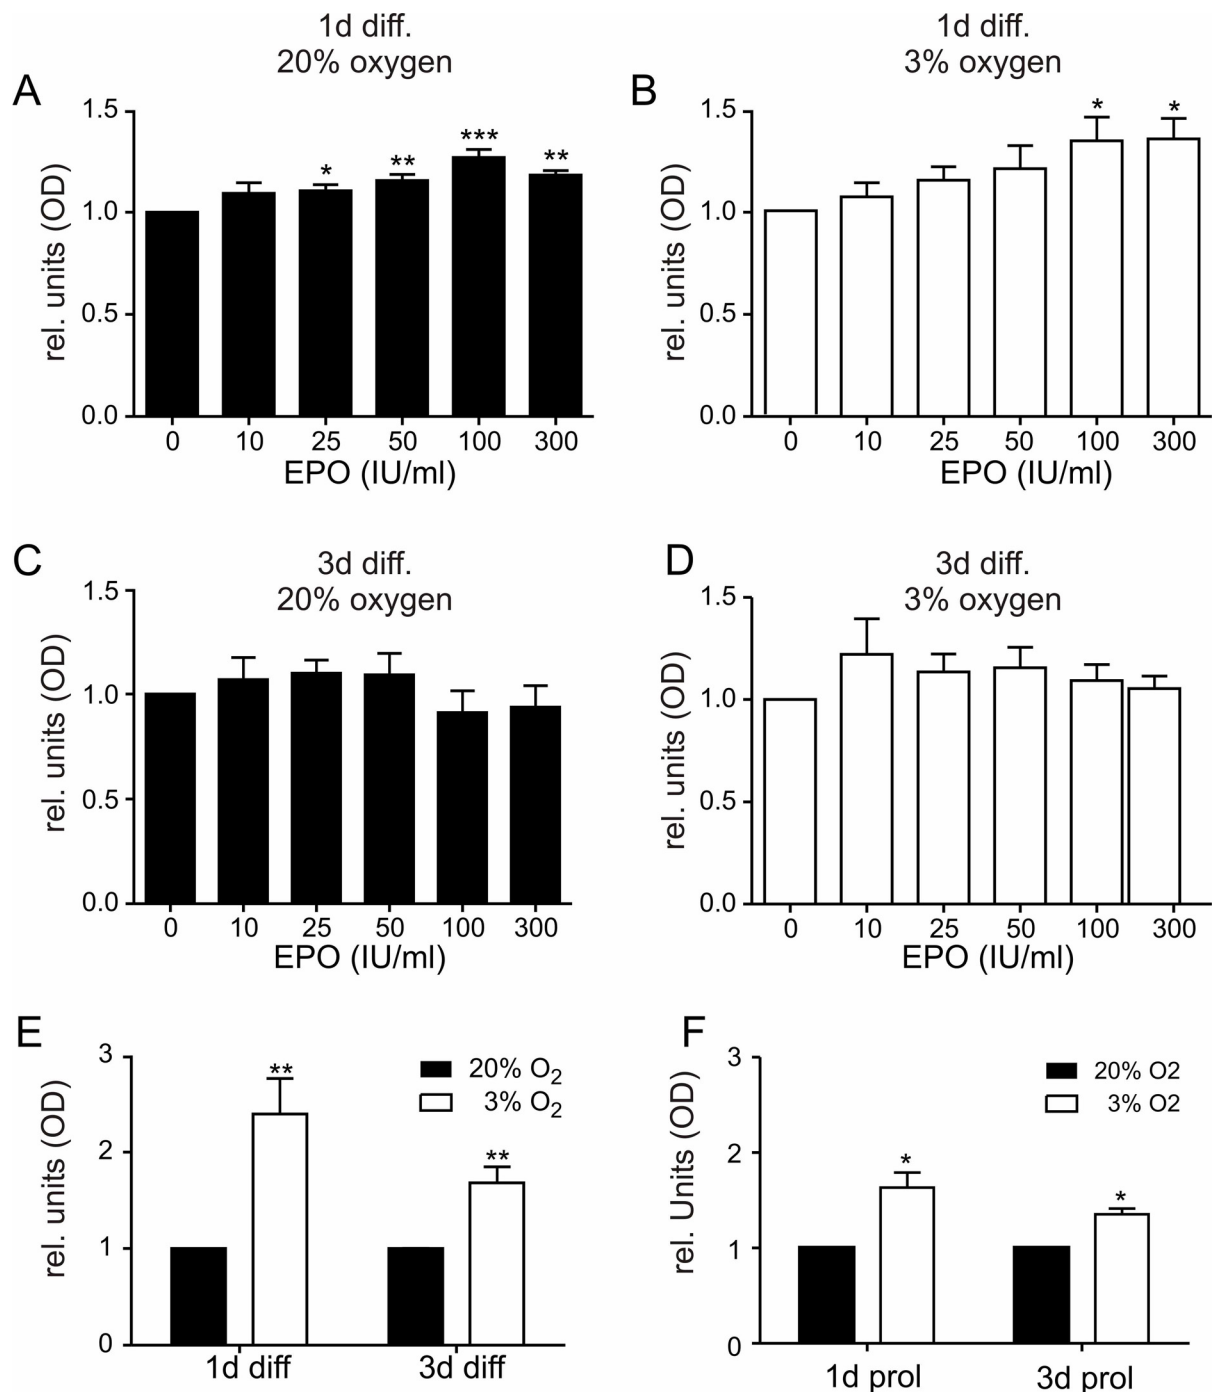 1d diff.
20% oxygen
A
1.5
1.0
0.5
0.0
rel. units (OD)
*
**
***
**
0 10 25 50 100 300
EPO (IU/ml)
1d diff.
3% oxygen
B
1.5
1.0
0.5
0.0
rel. units (OD)
*
*
0 10 25 50 100 300
EPO (IU/ml)
C
3d diff.
20% oxygen
1.5
1.0
0.5
0.0
rel. units (OD)
0 10 25 50 100 300
EPO (IU/ml)
D
3d diff.
3% oxygen
1.5
1.0
0.5
0.0
rel. units (OD)
0 10 25 50 100 300
EPO (IU/ml)
E
3
2
1
0
rel. units (OD)
**
**
20% O2
3% O2
1d diff 3d diff
F
3
2
1
0
rel. Units (OD)
*
*
20% O2
3% O2
1d prol 3d prol